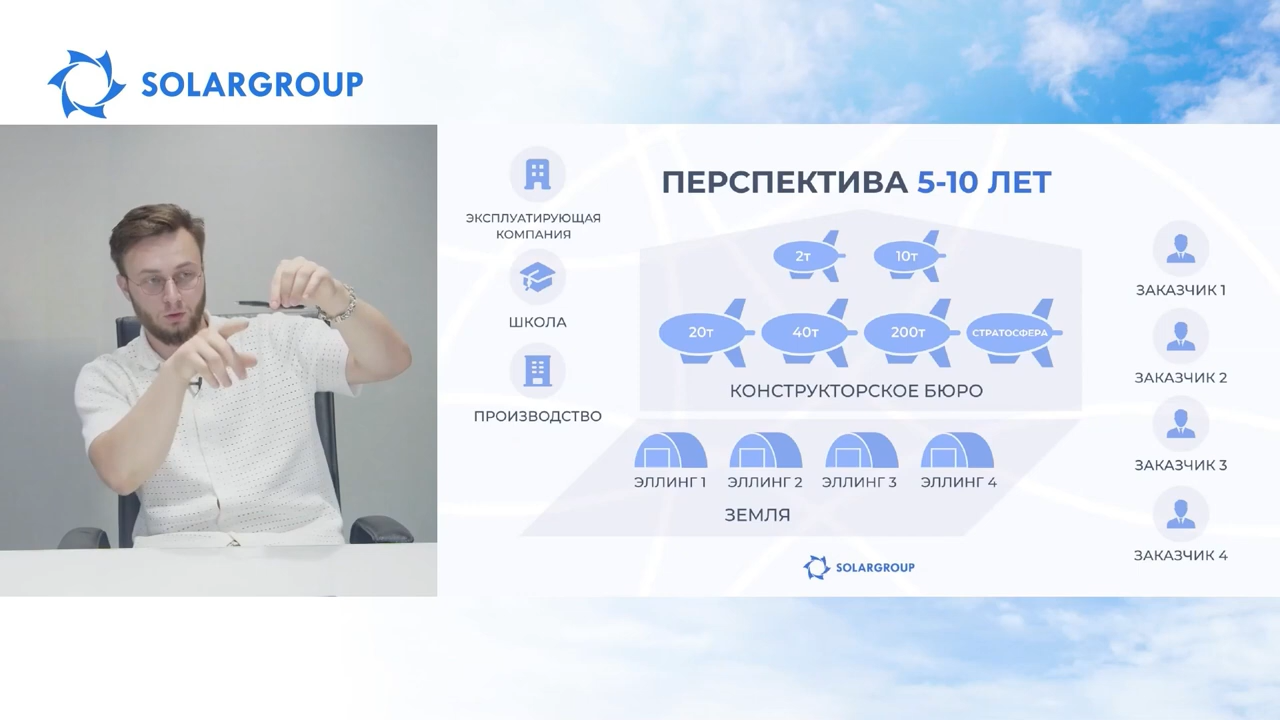 SOLARGROUP
ПЕРСПЕКТИВА 5-10 ЛЕТ
ЭКСПЛУАТИРУЮЩАЯ
КОМПАНИЯ
ШКОЛА
ПРОИЗВОДСТВО
2т
10т
20т
40т
200т
СТРАТОСФЕРА
КОНСТРУКТОРСКОЕ БЮРО
ЭЛЛИНГ 1
ЭЛЛИНГ 2
ЭЛЛИНГ 3
ЭЛЛИНГ 4
ЗЕМЛЯ
ЗАКАЗЧИК 1
ЗАКАЗЧИК 2
ЗАКАЗЧИК 3
ЗАКАЗЧИК 4
SOLARGROUP